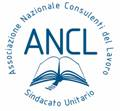 Associazione Nazionale Consulenti del Lavoro
ANCL
Sindacato Unitario